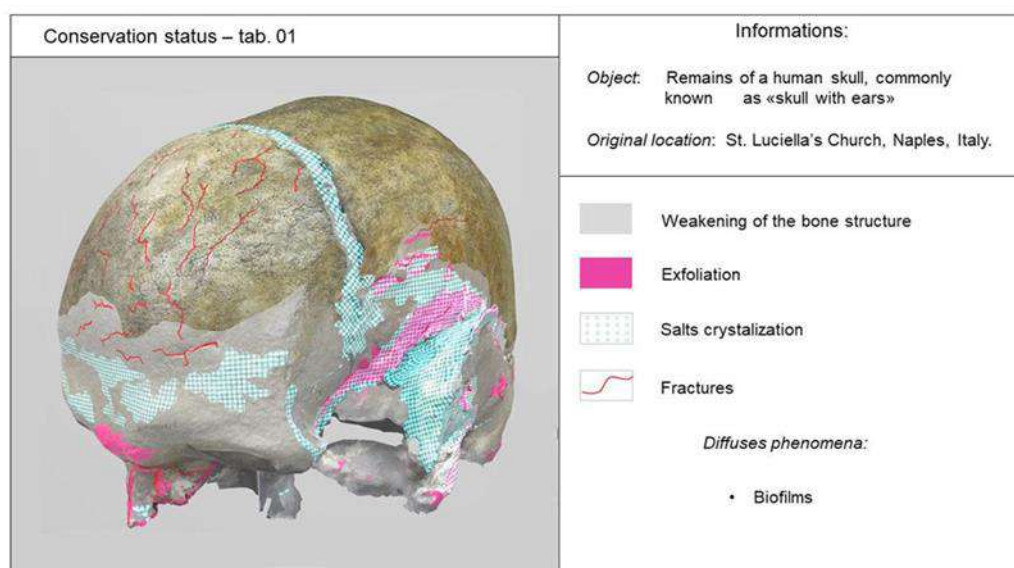 Conservation status – tab. 01
Informations:
Object: Remains of a human skull, commonly
known as «skull with ears»
Original location: St. Luciella's Church, Naples, Italy.
Weakening of the bone structure
Exfoliation
Salts crystalization
Fractures
Diffuses phenomena:
• Biofilms